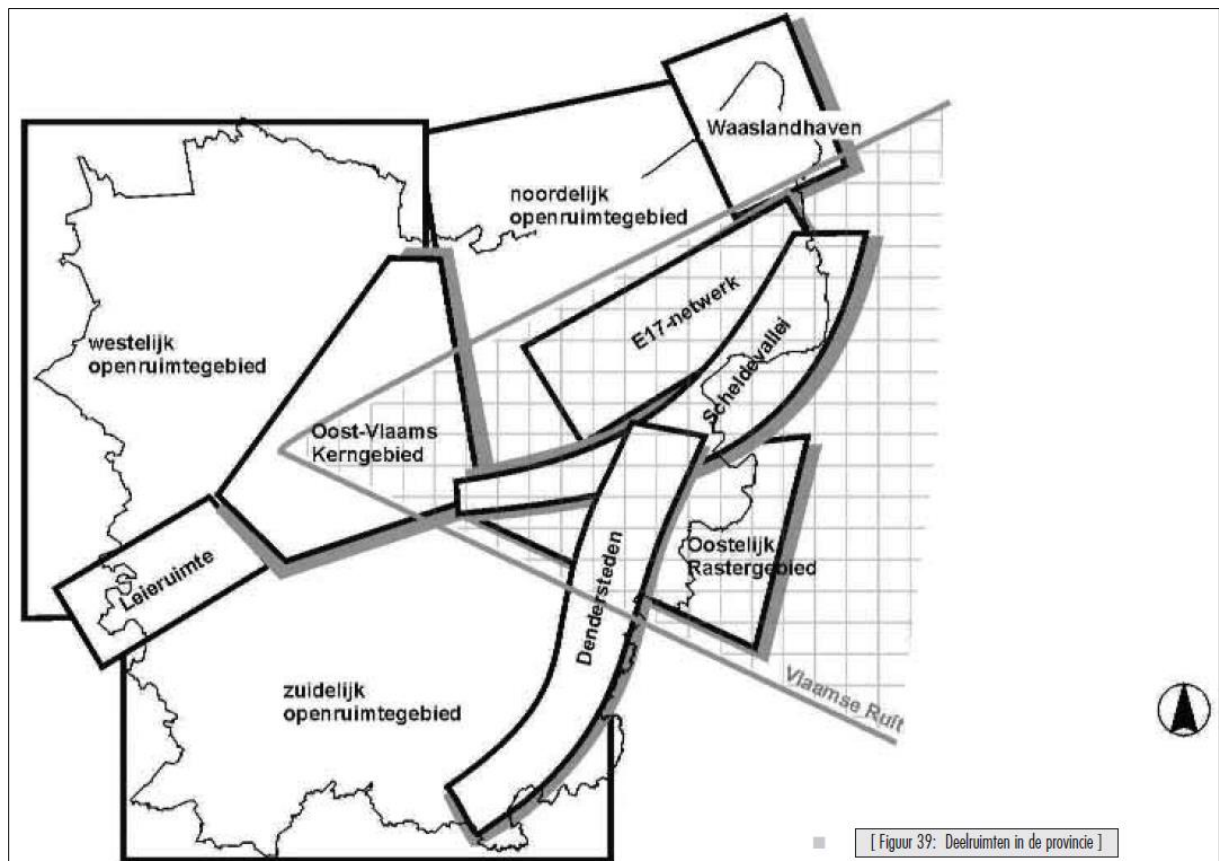 Waaslandhaven
noordelijk
openruimtegebied
E17-netwerk
westelijk
openruimtegebied
Scheldevallei
Oost-Vlaams
Kerngebied
Oostelijk
Rastergebied
Leieruimte
Dendersteden
Vlaamse Ruit
zuidelijk
openruimtegebied
[ Figuur 39: Deelruimten in de provincie ]